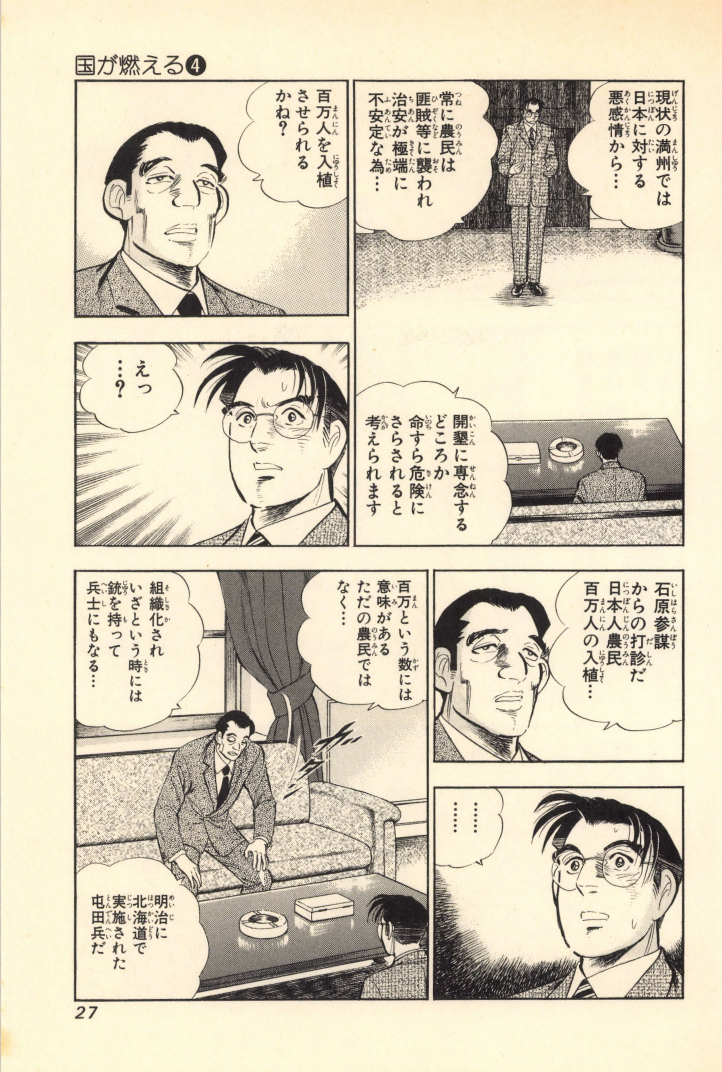 国が燃える❹
現状の満州では
日本に対する
悪感情から…
常に農民は
匪賊等に襲われ
治安が極端に
不安定な為…
開墾に専念する
どころか
命すら危険に
さらされると
考えられます
百万人を入植
させられる
かね？
えっ
…？
石原参謀
からの打診だ
日本人農民
百万人の入植…
………
………
百万という数には
意味がある
ただの農民では
なく…
組織化され
いざという時には
銃を持って
兵士にもなる…
明治に
北海道で
実施された
屯田兵だ
27